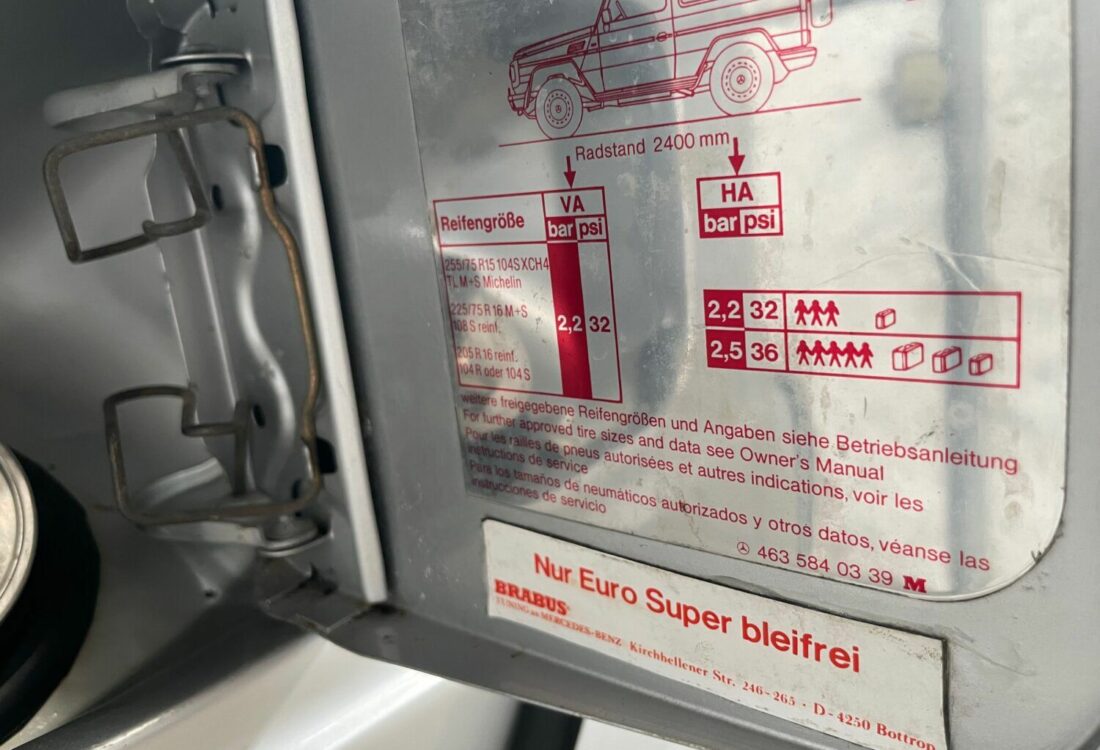 Radstand 2400 mm
Reifengröße VA HA
bar psi bar psi
255/75 R15 104S XCH4
TL M+S Michelin
225/75 R 16 M+S
108 S reinf.
205 R 16 reinf.
104 R oder 104 S
2,2 32
2,2 32
2,5 36
weitere freigegebene Reifengrößen und Angaben siehe Betriebsanleitung
For further approved tire sizes and data see Owner's Manual
Pour les railles de pneus autorisées et autres indications, voir les
instructions de service
Para los tamaños de neumáticos autorizados y otros datos, véanse las
instrucciones de servicio
463 584 03 39 M
Nur Euro Super bleifrei
BRABUS
TUNING an MERCEDES-BENZ Kirchhellener Str. 246-265 · D-4250 Bottrop